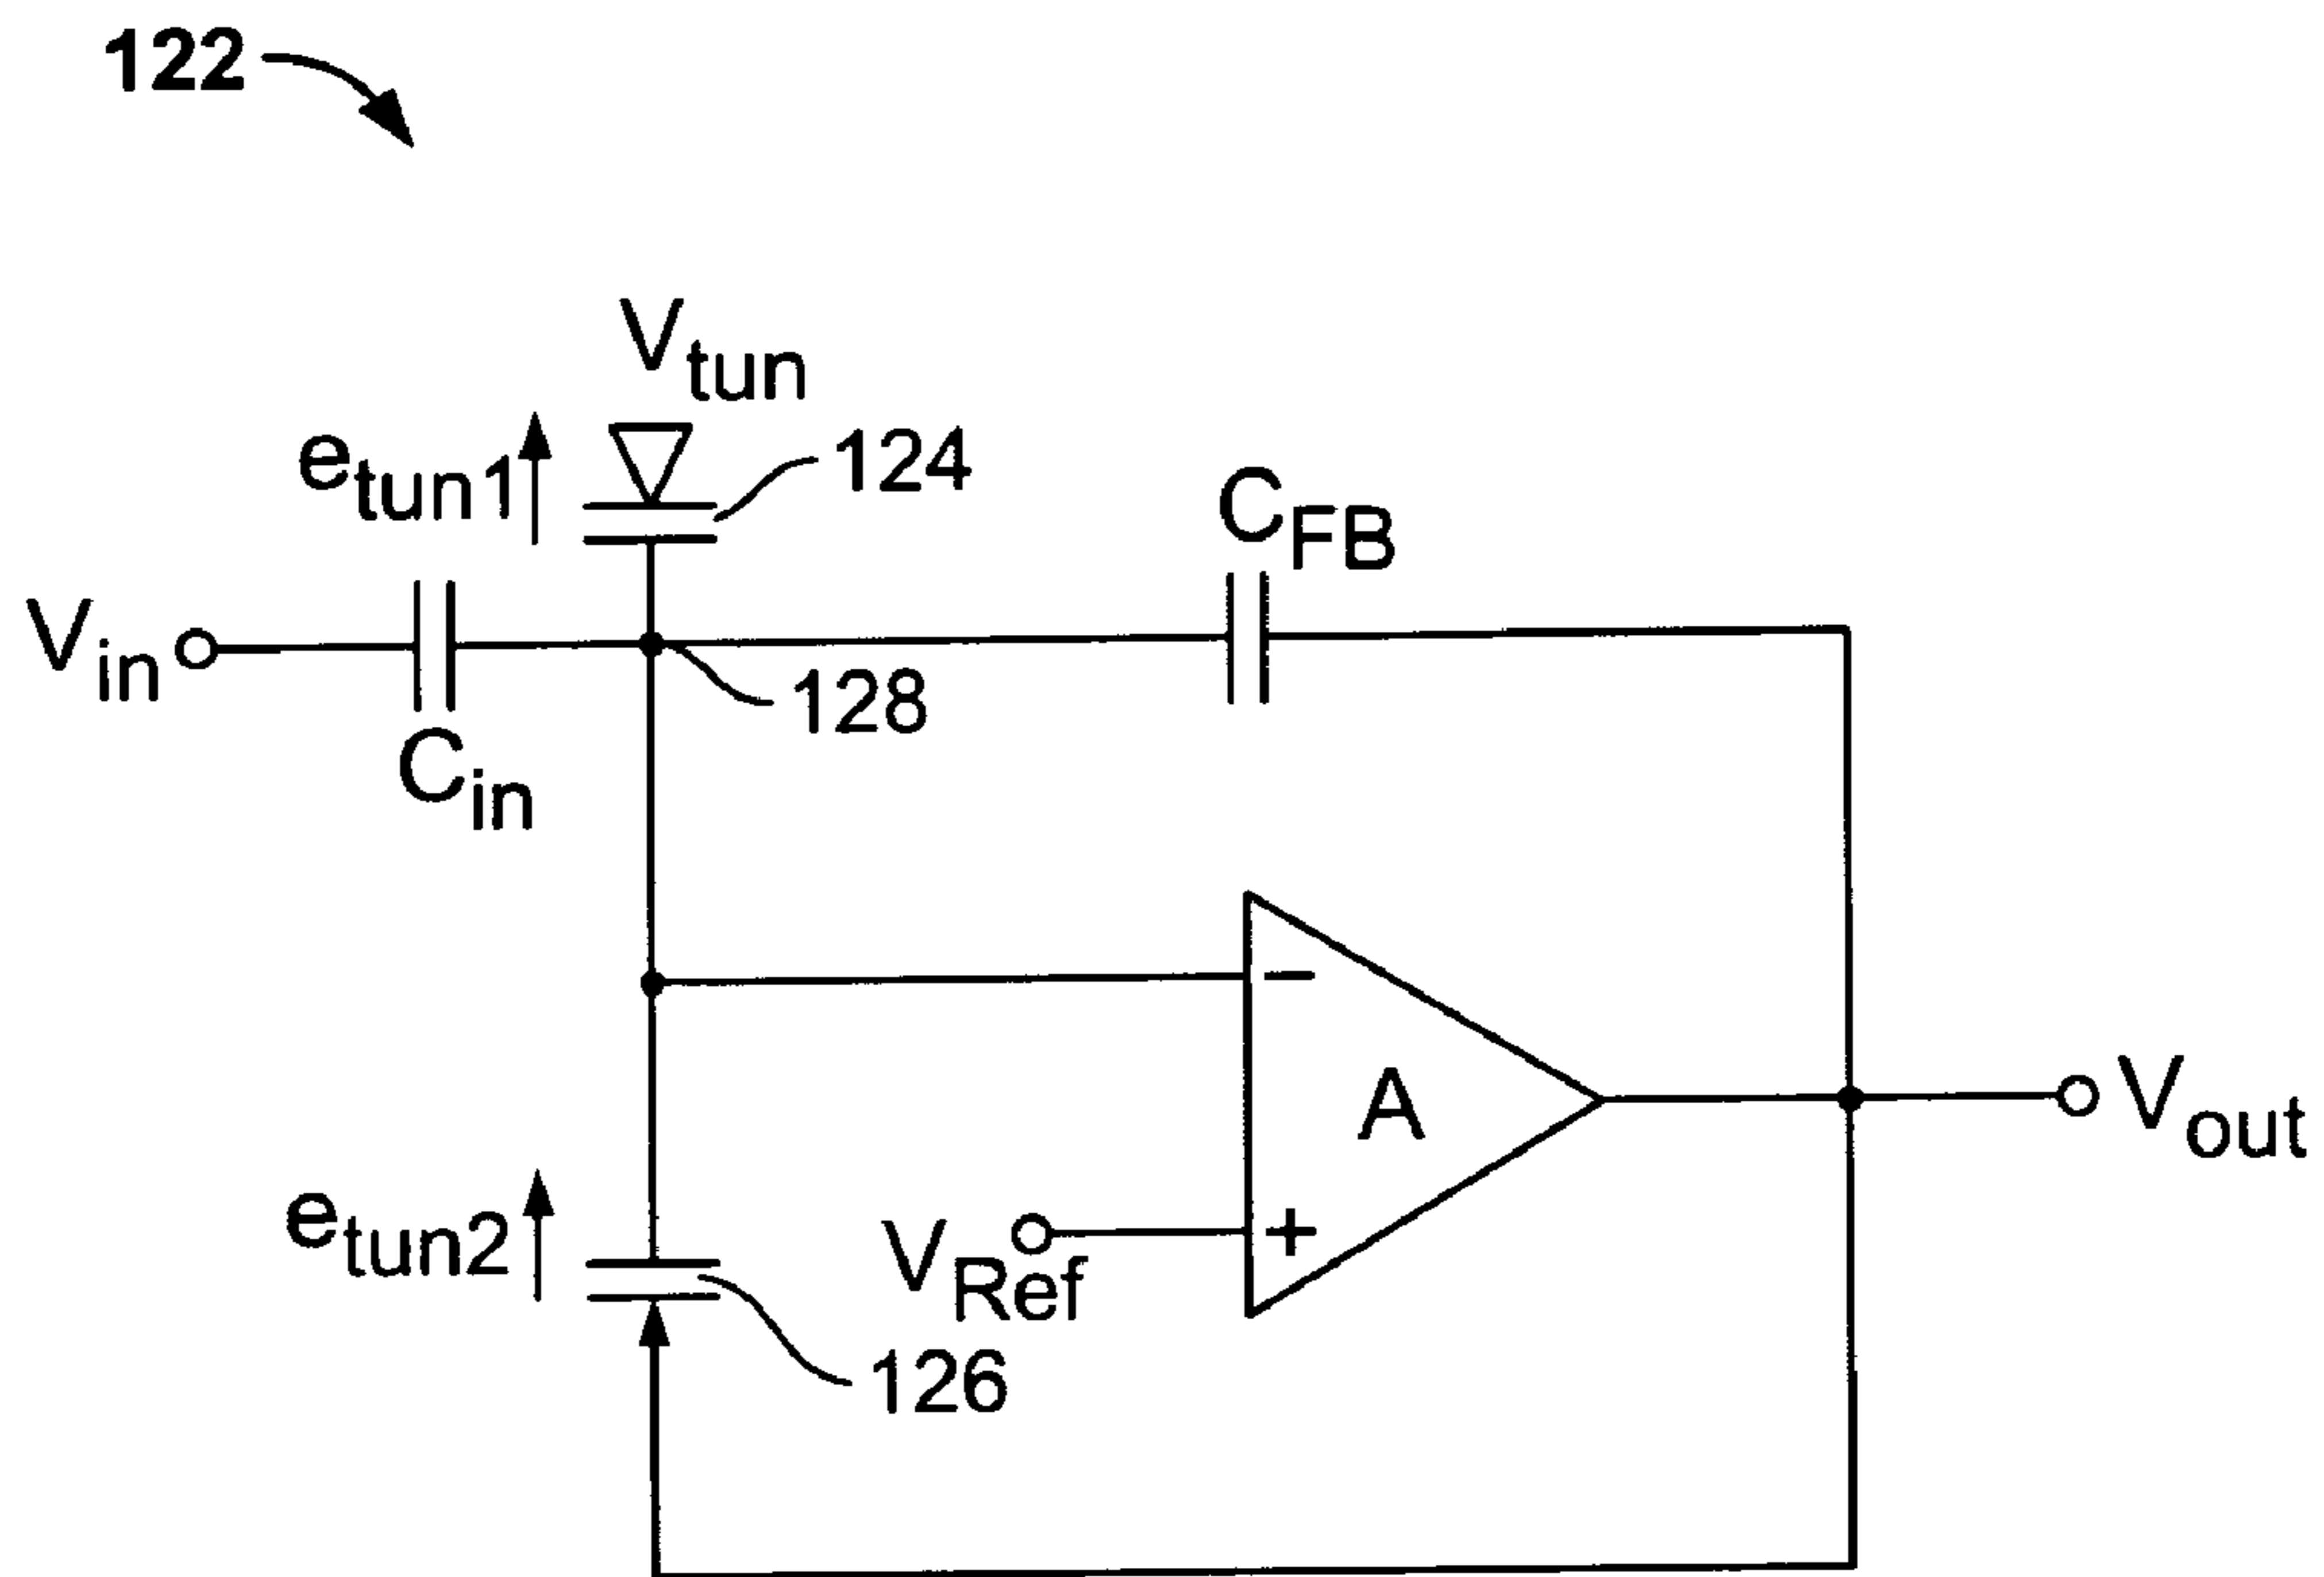 122
Vtun
etun1
124
CFB
Vin
Cin
128
−
A
Vout
etun2
VRef
+
126